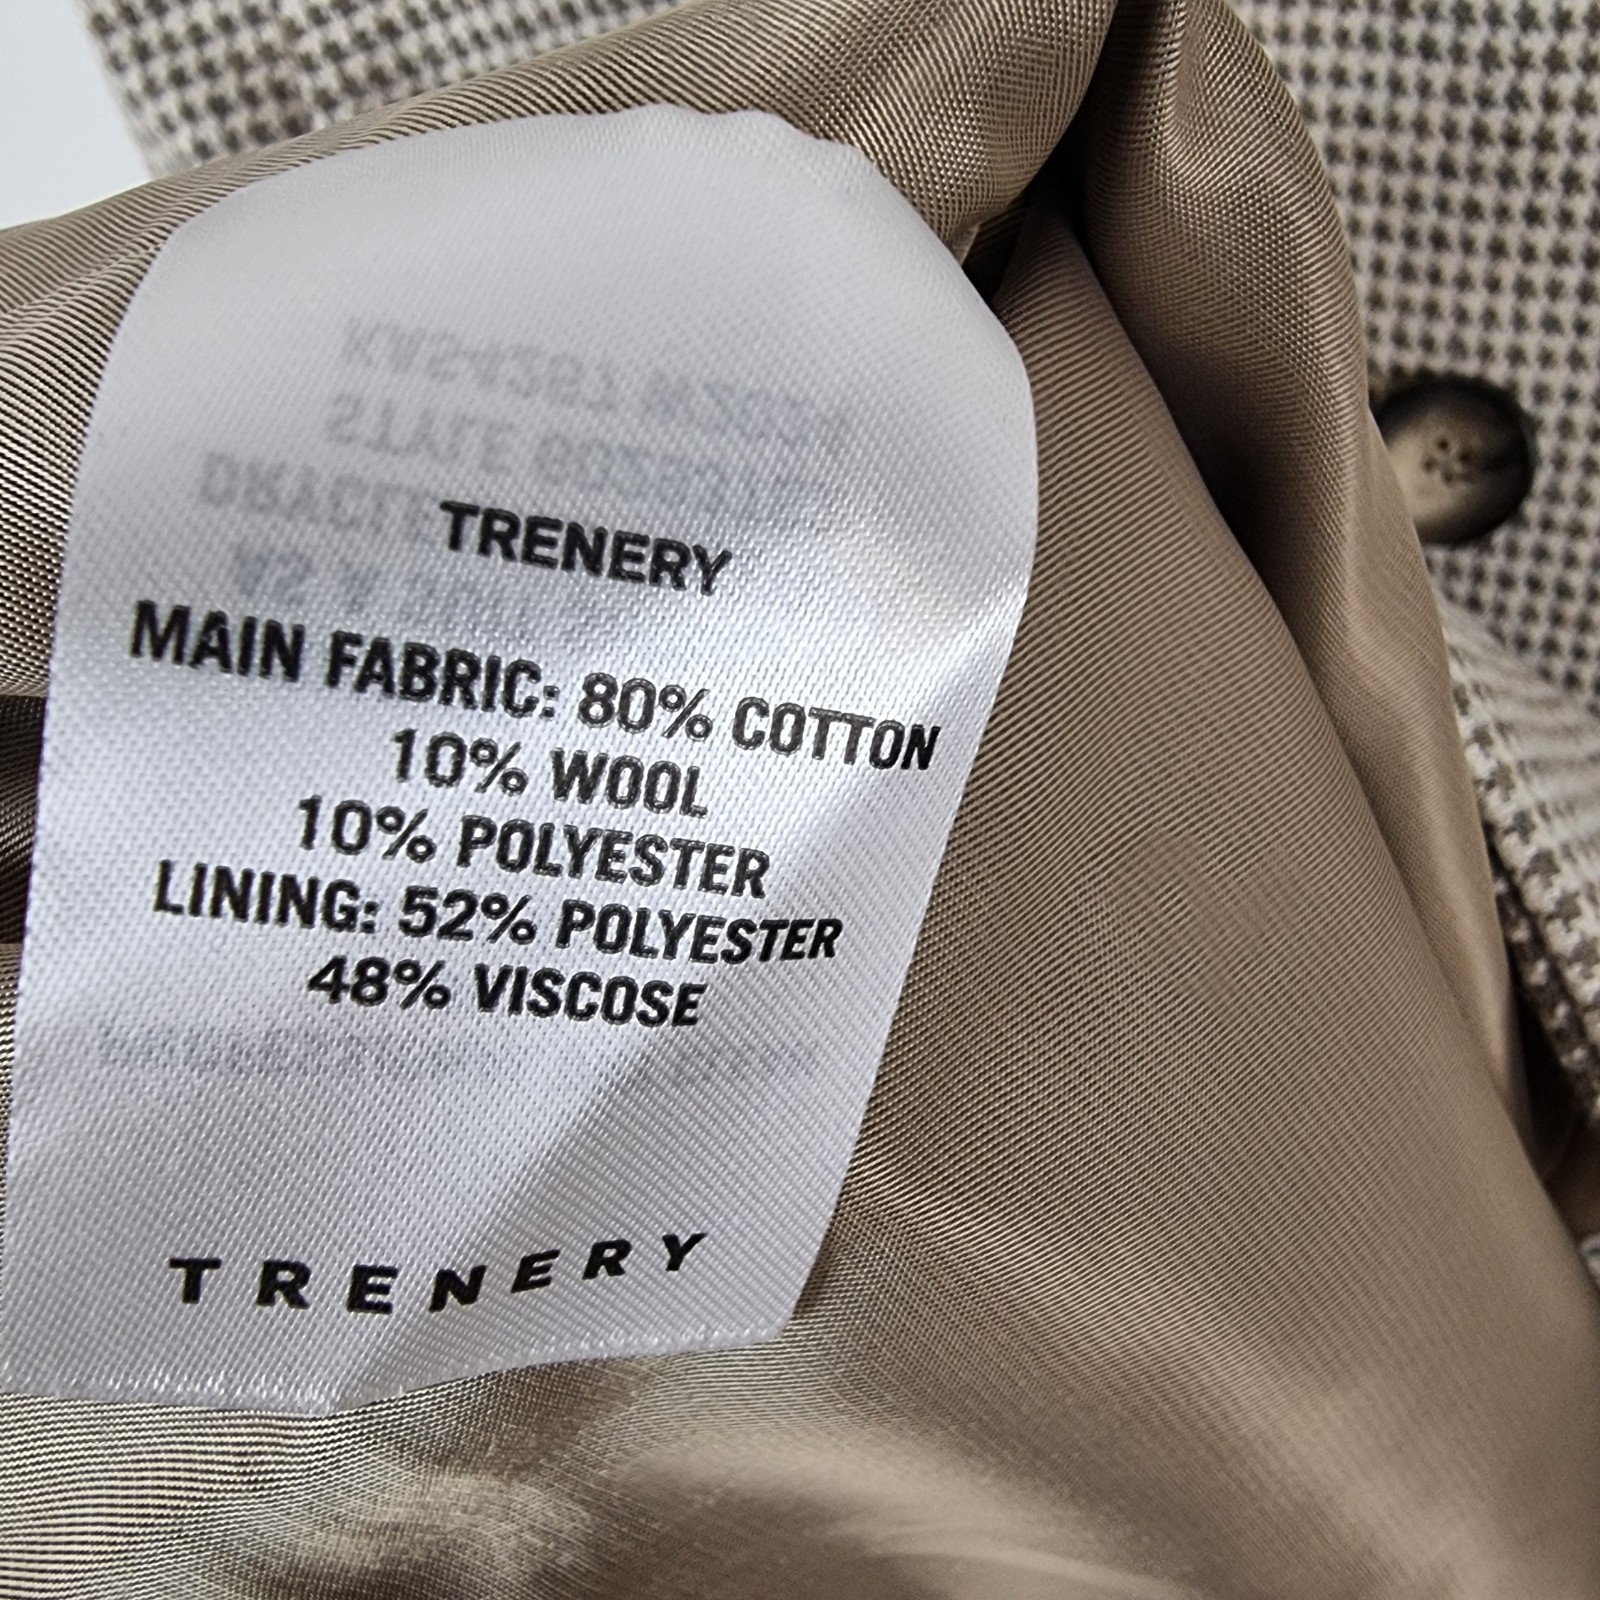 TRENERY
MAIN FABRIC: 80% COTTON
10% WOOL
10% POLYESTER
LINING: 52% POLYESTER
48% VISCOSE
TRENERY